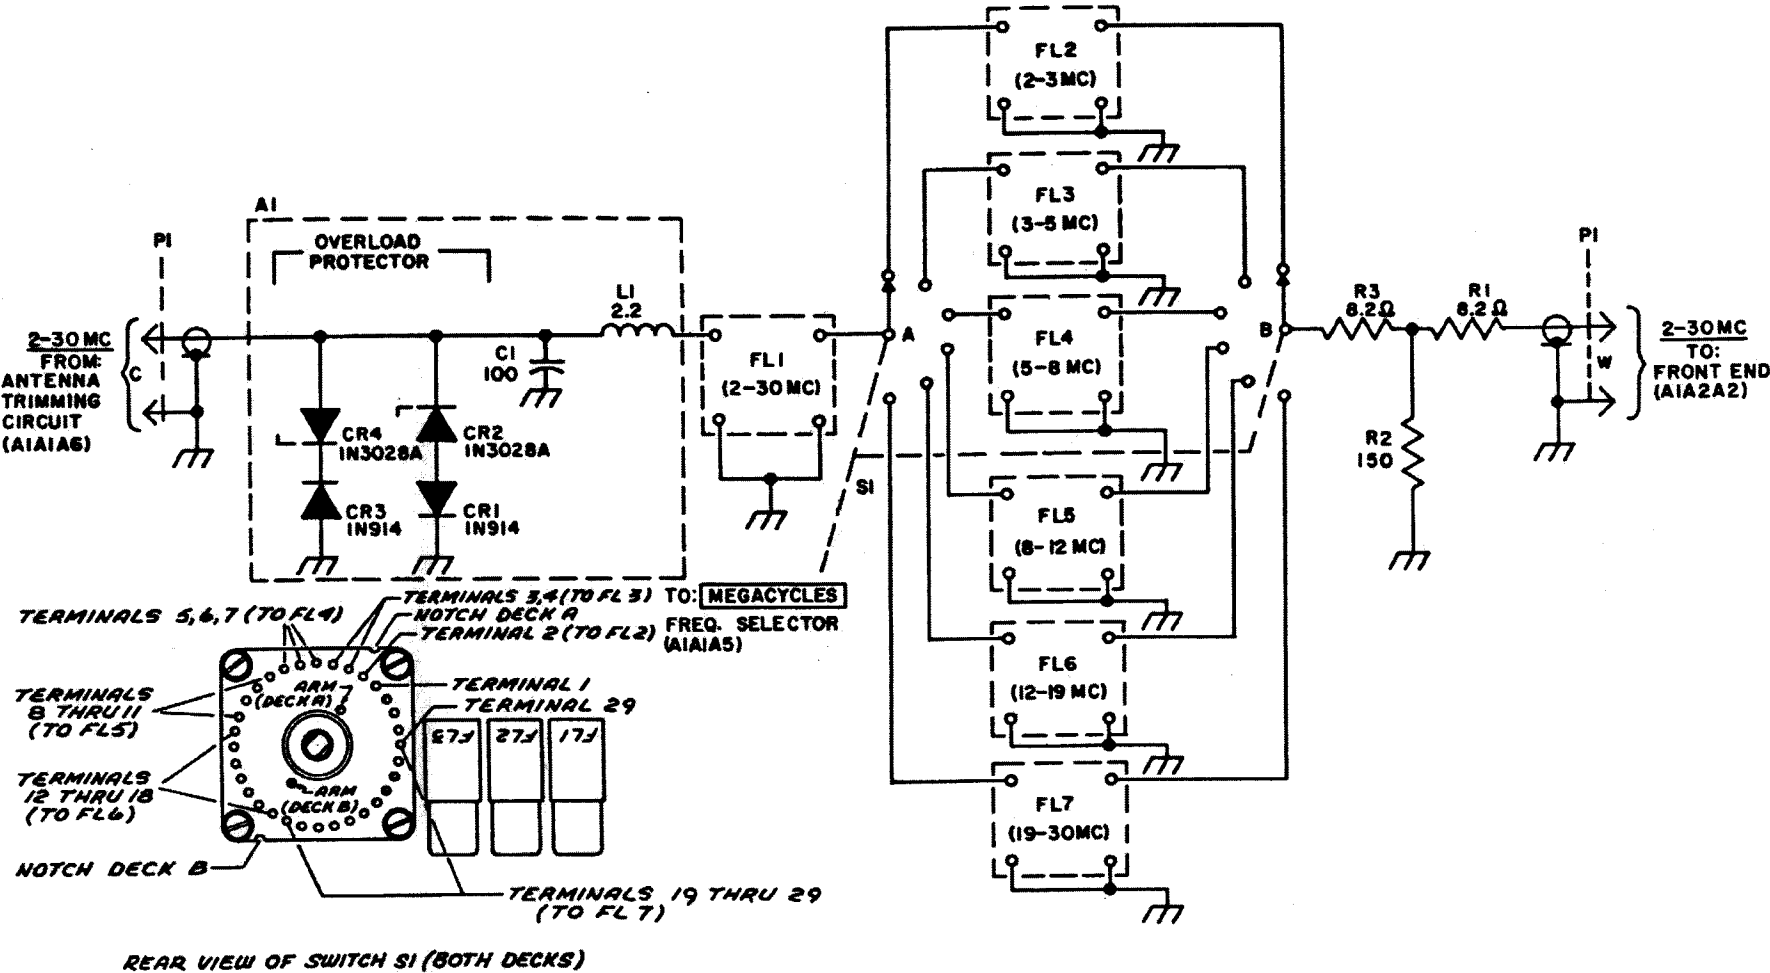 FL2
(2-3MC)
FL3
(3-5 MC)
A1
P1
OVERLOAD
PROTECTOR
P1
L1
2.2
R3
8.2Ω
R1
8.2Ω
2-30 MC
FROM:
ANTENNA
TRIMMING
CIRCUIT
(A1A1A6)
C
C1
100
FL1
(2-30 MC)
A
FL4
(5-8 MC)
B
W
2-30 MC
TO:
FRONT END
(A1A2A2)
CR4
1N3028A
CR2
1N3028A
R2
150
CR3
1N914
CR1
1N914
S1
FL5
(8-12 MC)
TO: MEGACYCLES
FREQ. SELECTOR
(A1A1A5)
FL6
(12-19 MC)
FL7
(19-30MC)
TERMINALS 5,6,7 (TO FL4)
TERMINALS 3,4 (TO FL 3)
NOTCH DECK A
TERMINAL 2 (TO FL2)
TERMINAL 1
TERMINAL 29
TERMINALS
8 THRU 11
(TO FL5)
ARM
(DECK A)
FL3
FL2
FL1
TERMINALS
12 THRU 18
(TO FL6)
ARM
(DECK B)
NOTCH DECK B
TERMINALS 19 THRU 29
(TO FL 7)
REAR VIEW OF SWITCH S1 (BOTH DECKS)